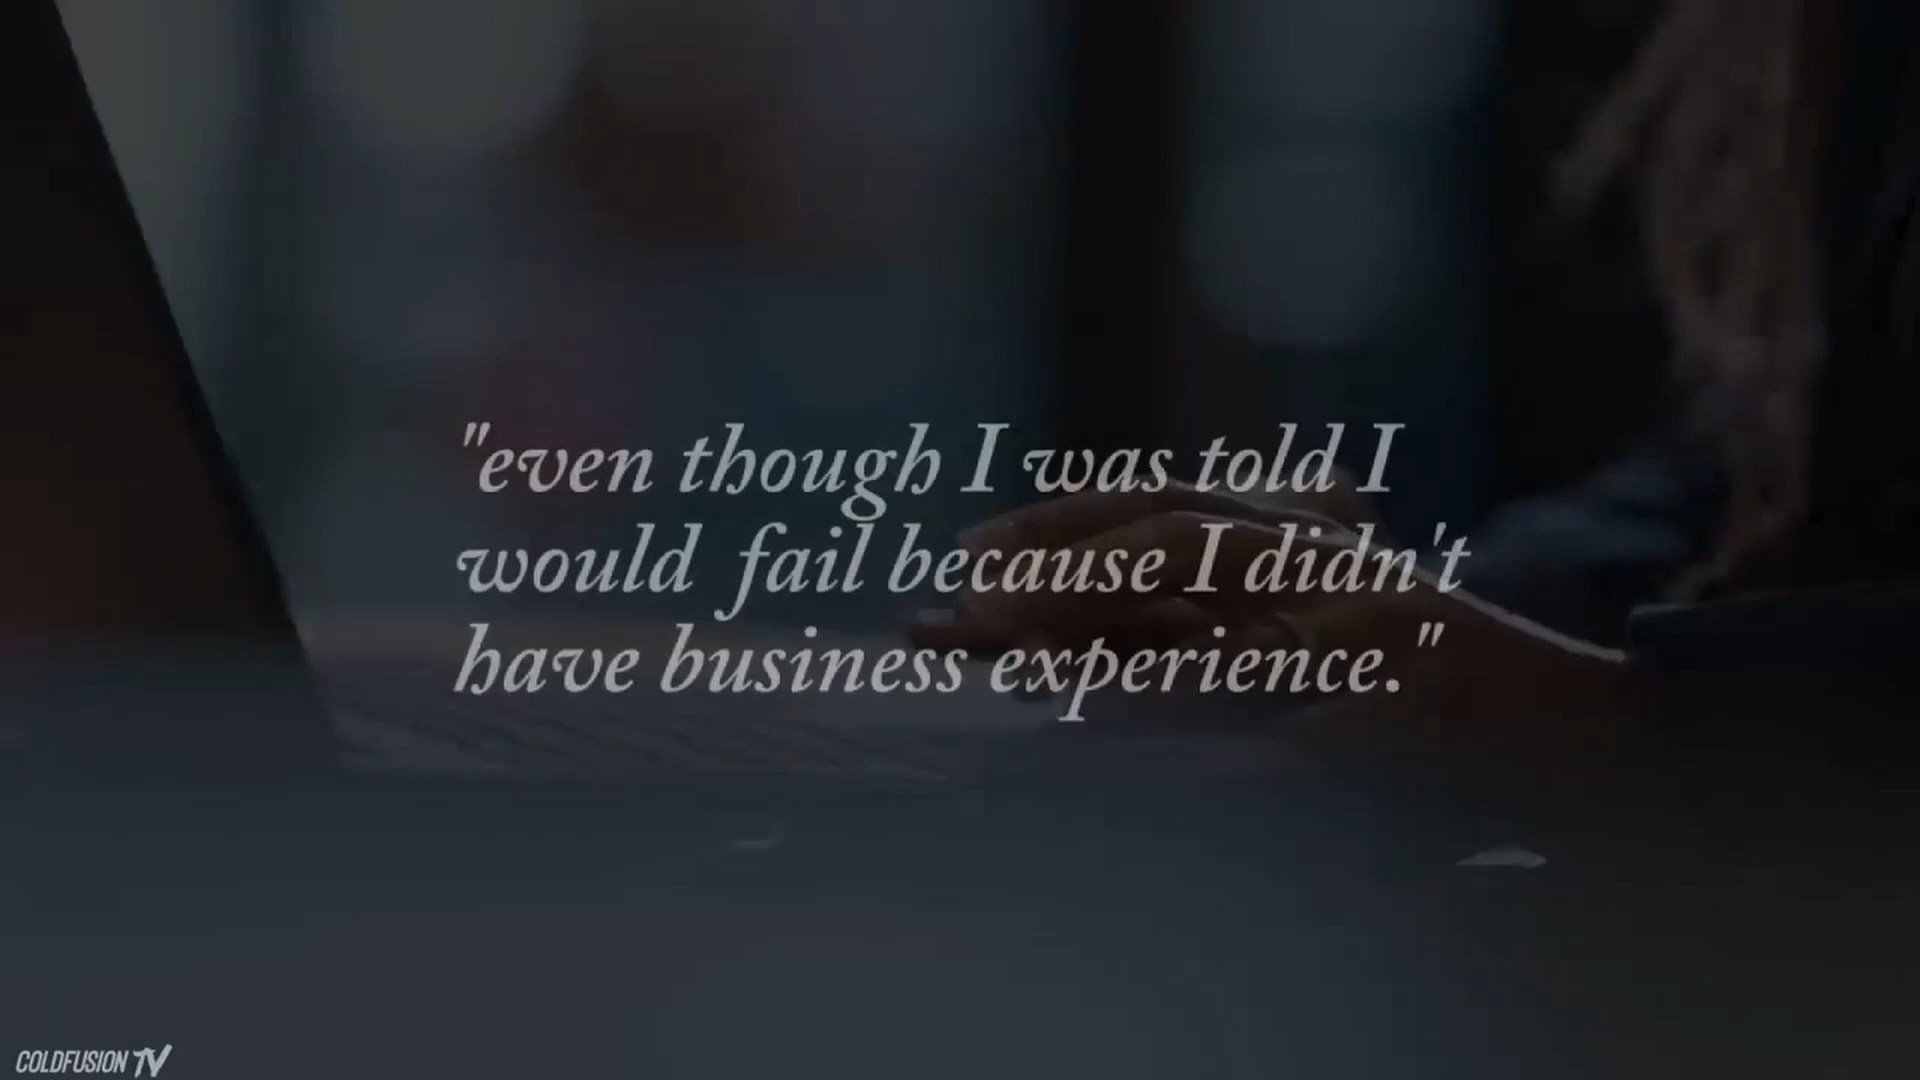 "even though I was told I
would fail because I didn't
have business experience."
COLDFUSION TV